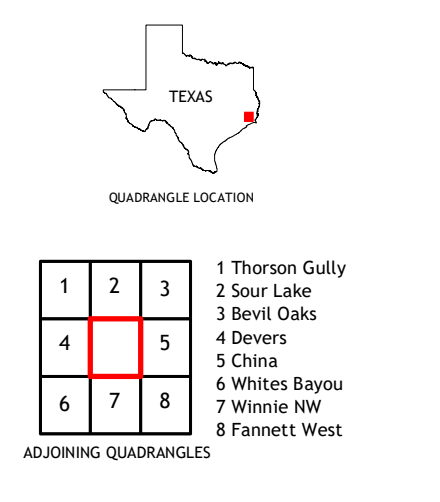 TEXAS
QUADRANGLE LOCATION
1 2 3
4 5
6 7 8
1 Thorson Gully
2 Sour Lake
3 Bevil Oaks
4 Devers
5 China
6 Whites Bayou
7 Winnie NW
8 Fannett West
ADJOINING QUADRANGLES